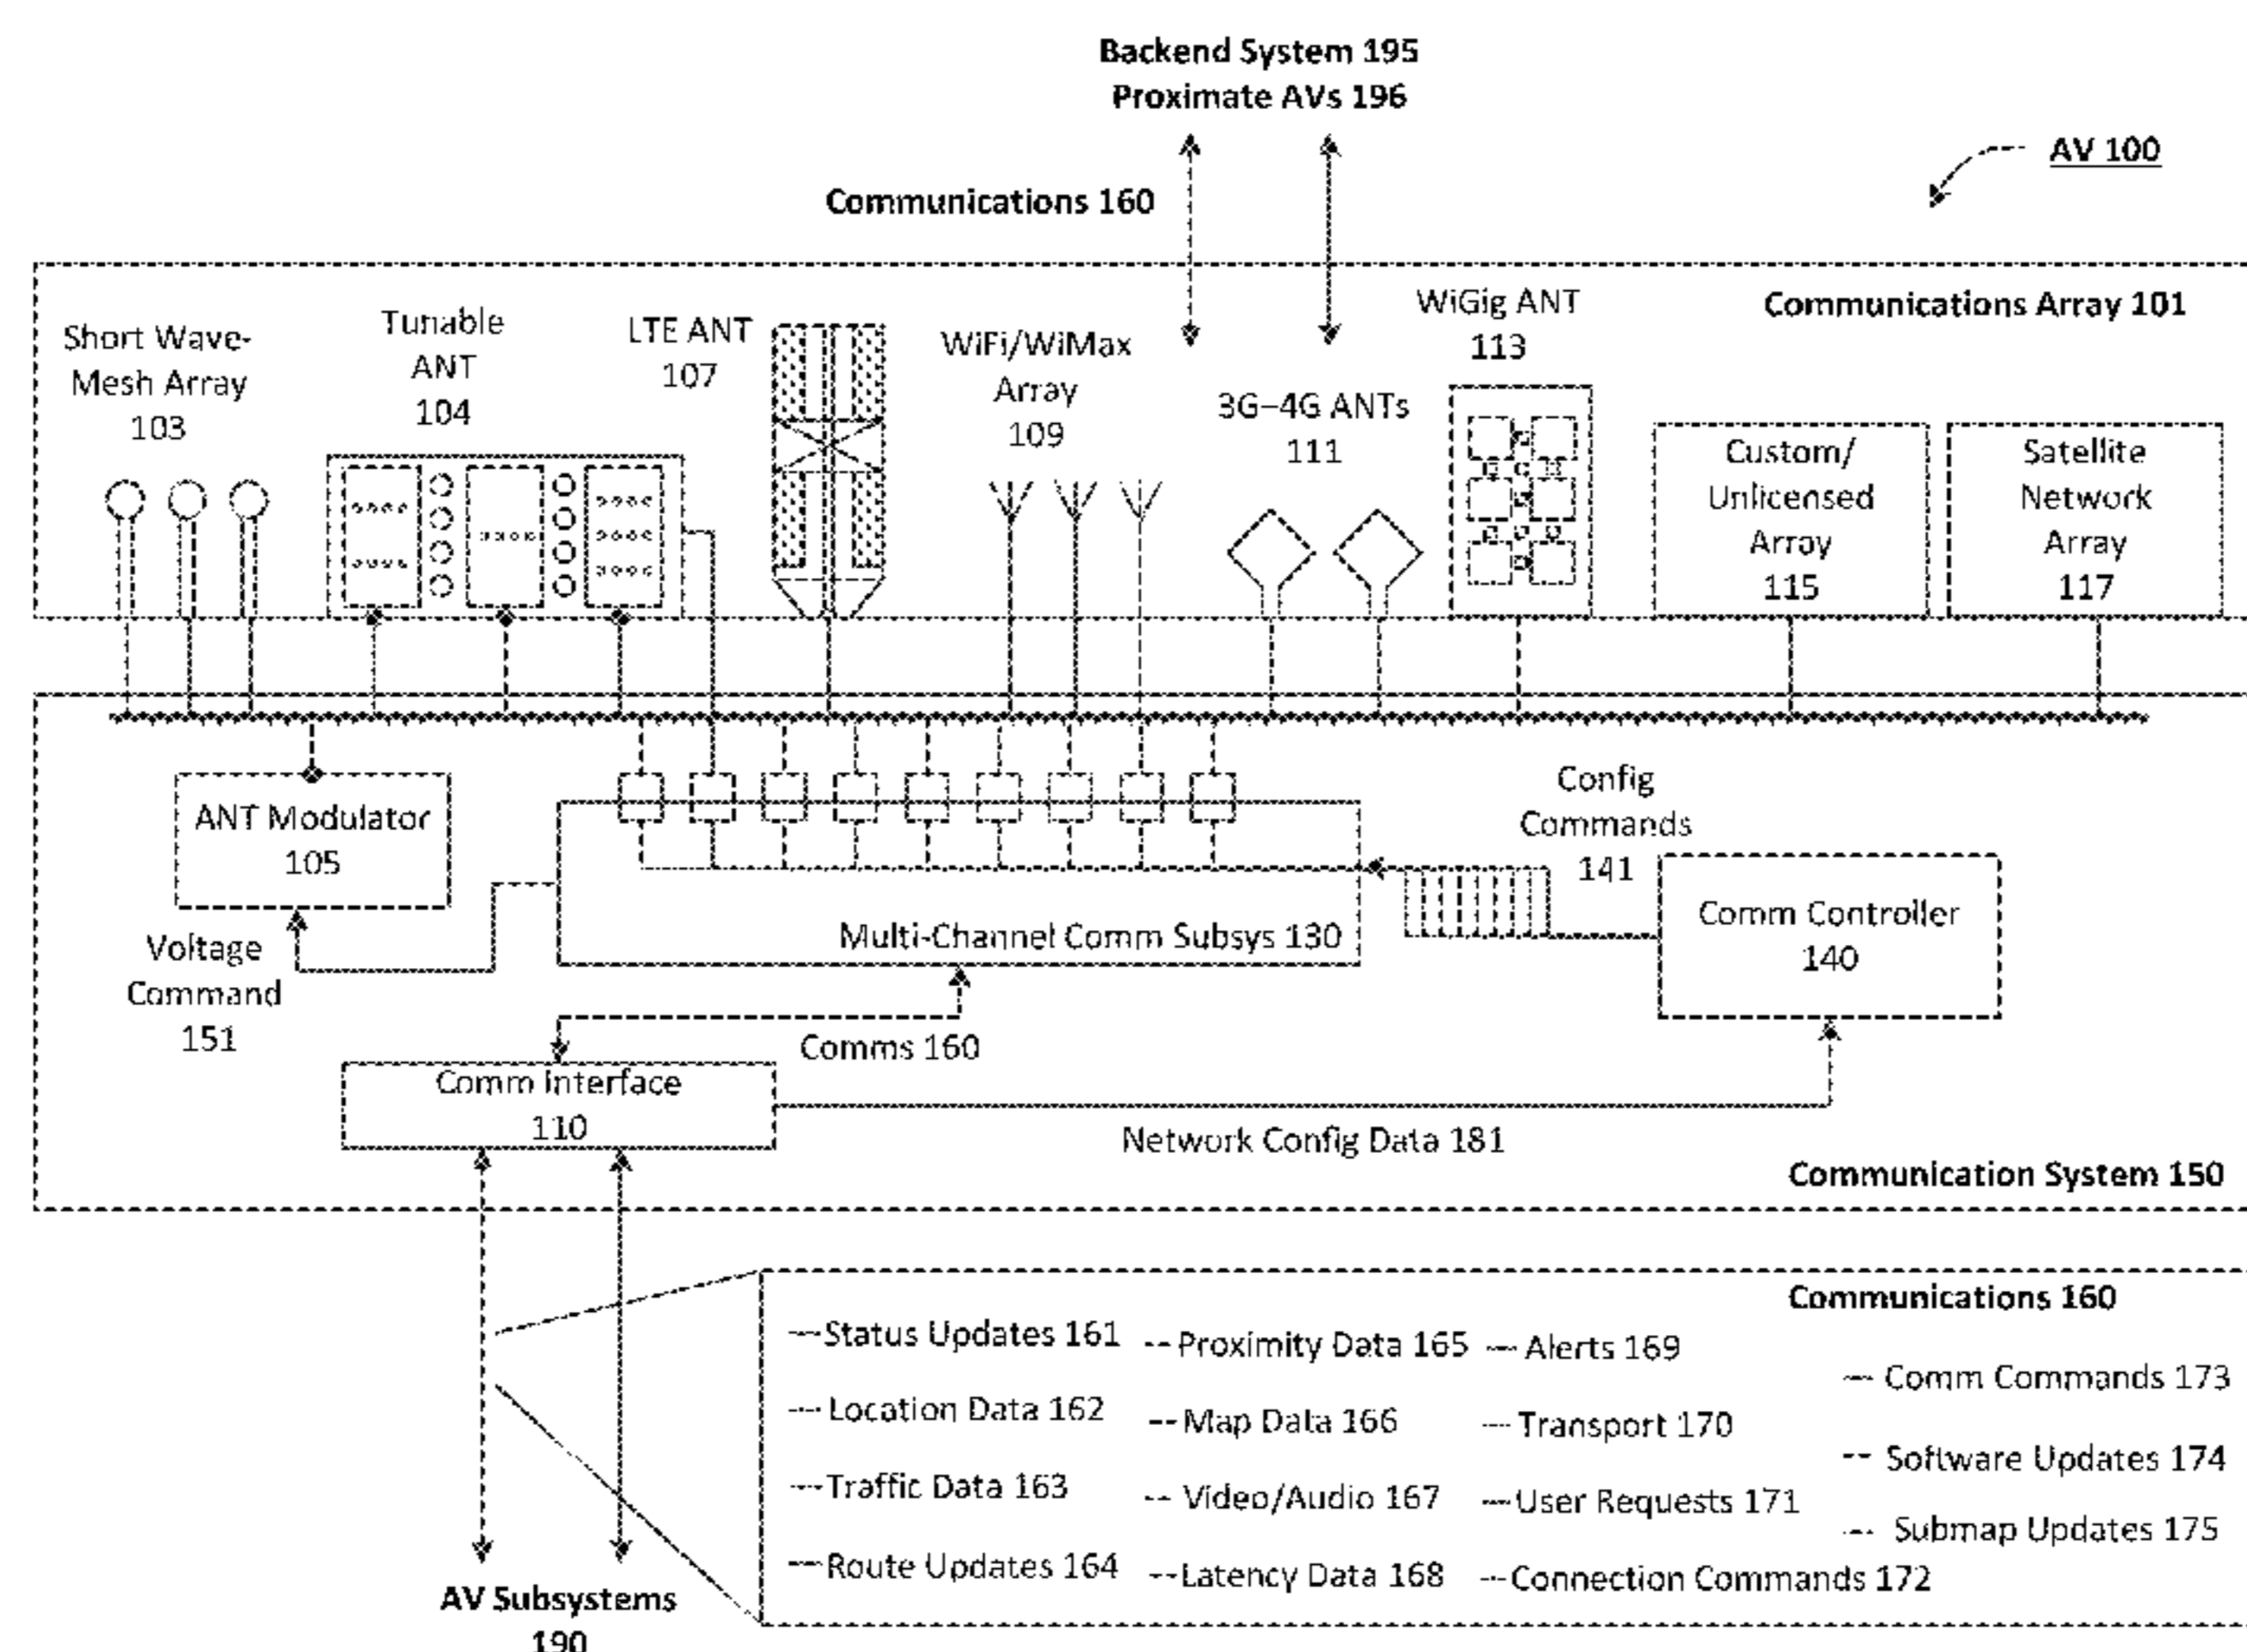 Backend System 195
Proximate AVs 196
AV 100
Communications 160
Communications Array 101
Short Wave-
Mesh Array
103
Tunable
ANT
104
LTE ANT
107
WiFi/WiMax
Array
109
3G–4G ANTs
111
WiGig ANT
113
Custom/
Unlicensed
Array
115
Satellite
Network
Array
117
ANT Modulator
105
Voltage
Command
151
Multi-Channel Comm Subsys 130
Config
Commands
141
Comm Controller
140
Comms 160
Comm Interface
110
Network Config Data 181
Communication System 150
AV Subsystems
190
Communications 160
---Status Updates 161
--- Location Data 162
---Traffic Data 163
---Route Updates 164
--Proximity Data 165
--Map Data 166
-- Video/Audio 167
--Latency Data 168
--- Alerts 169
--- Transport 170
---User Requests 171
---Connection Commands 172
--- Comm Commands 173
-- Software Updates 174
--- Submap Updates 175